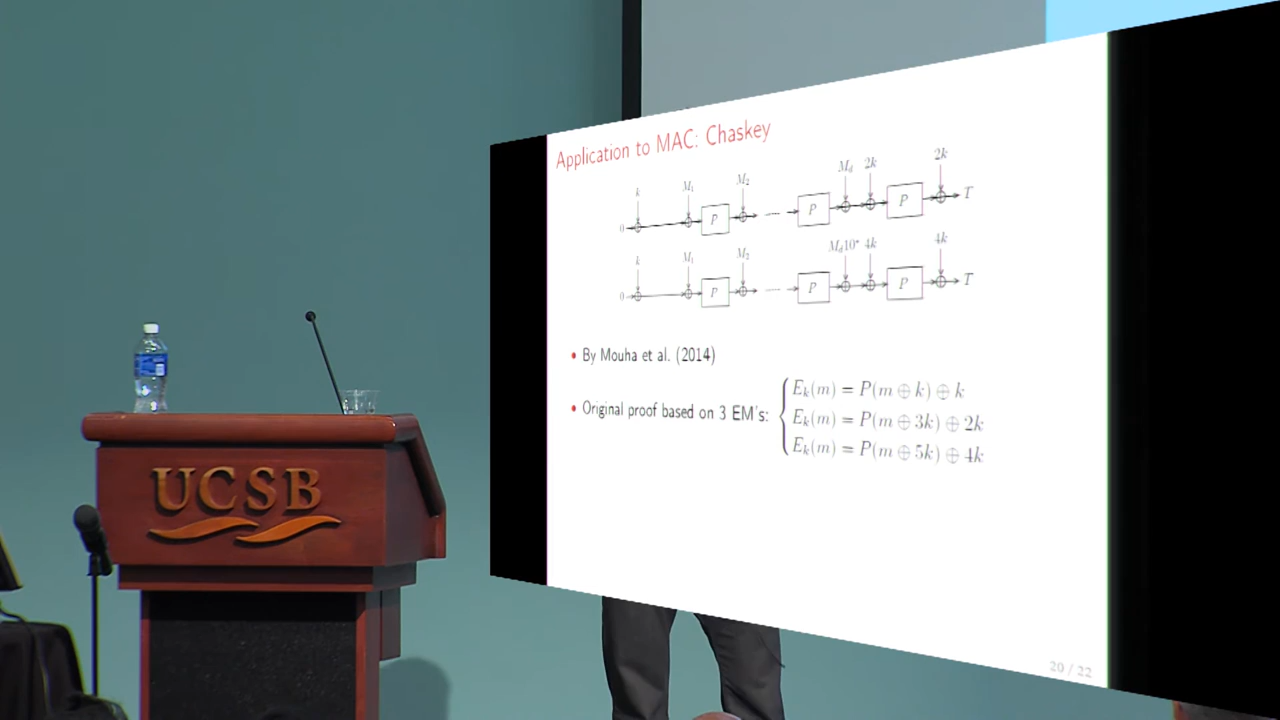 Application to MAC: Chaskey
k M₁ M₂ M_d 2k 2k
0 P P P T
k M₁ M₂ M_d10* 4k 4k
0 P P P T
• By Mouha et al. (2014)
• Original proof based on 3 EM's:
E_k(m) = P(m ⊕ k) ⊕ k
E_k(m) = P(m ⊕ 3k) ⊕ 2k
E_k(m) = P(m ⊕ 5k) ⊕ 4k
20 / 22
UCSB